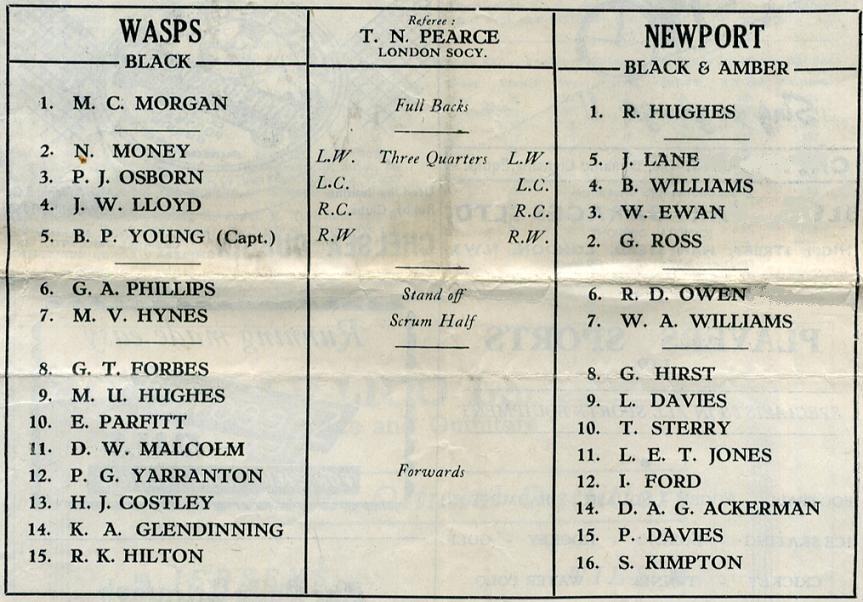 WASPS
BLACK
1. M. C. MORGAN
2. N. MONEY
3. P. J. OSBORN
4. J. W. LLOYD
5. B. P. YOUNG (Capt.)
6. G. A. PHILLIPS
7. M. V. HYNES
8. G. T. FORBES
9. M. U. HUGHES
10. E. PARFITT
11. D. W. MALCOLM
12. P. G. YARRANTON
13. H. J. COSTLEY
14. K. A. GLENDINNING
15. R. K. HILTON
Referee :
T. N. PEARCE
LONDON SOCY.
Full Backs
L.W. Three Quarters L.W.
L.C. L.C.
R.C. R.C.
R.W R.W.
Stand off
Scrum Half
Forwards
NEWPORT
BLACK & AMBER
1. R. HUGHES
5. J. LANE
4. B. WILLIAMS
3. W. EWAN
2. G. ROSS
6. R. D. OWEN
7. W. A. WILLIAMS
8. G. HIRST
9. L. DAVIES
10. T. STERRY
11. L. E. T. JONES
12. I. FORD
14. D. A. G. ACKERMAN
15. P. DAVIES
16. S. KIMPTON